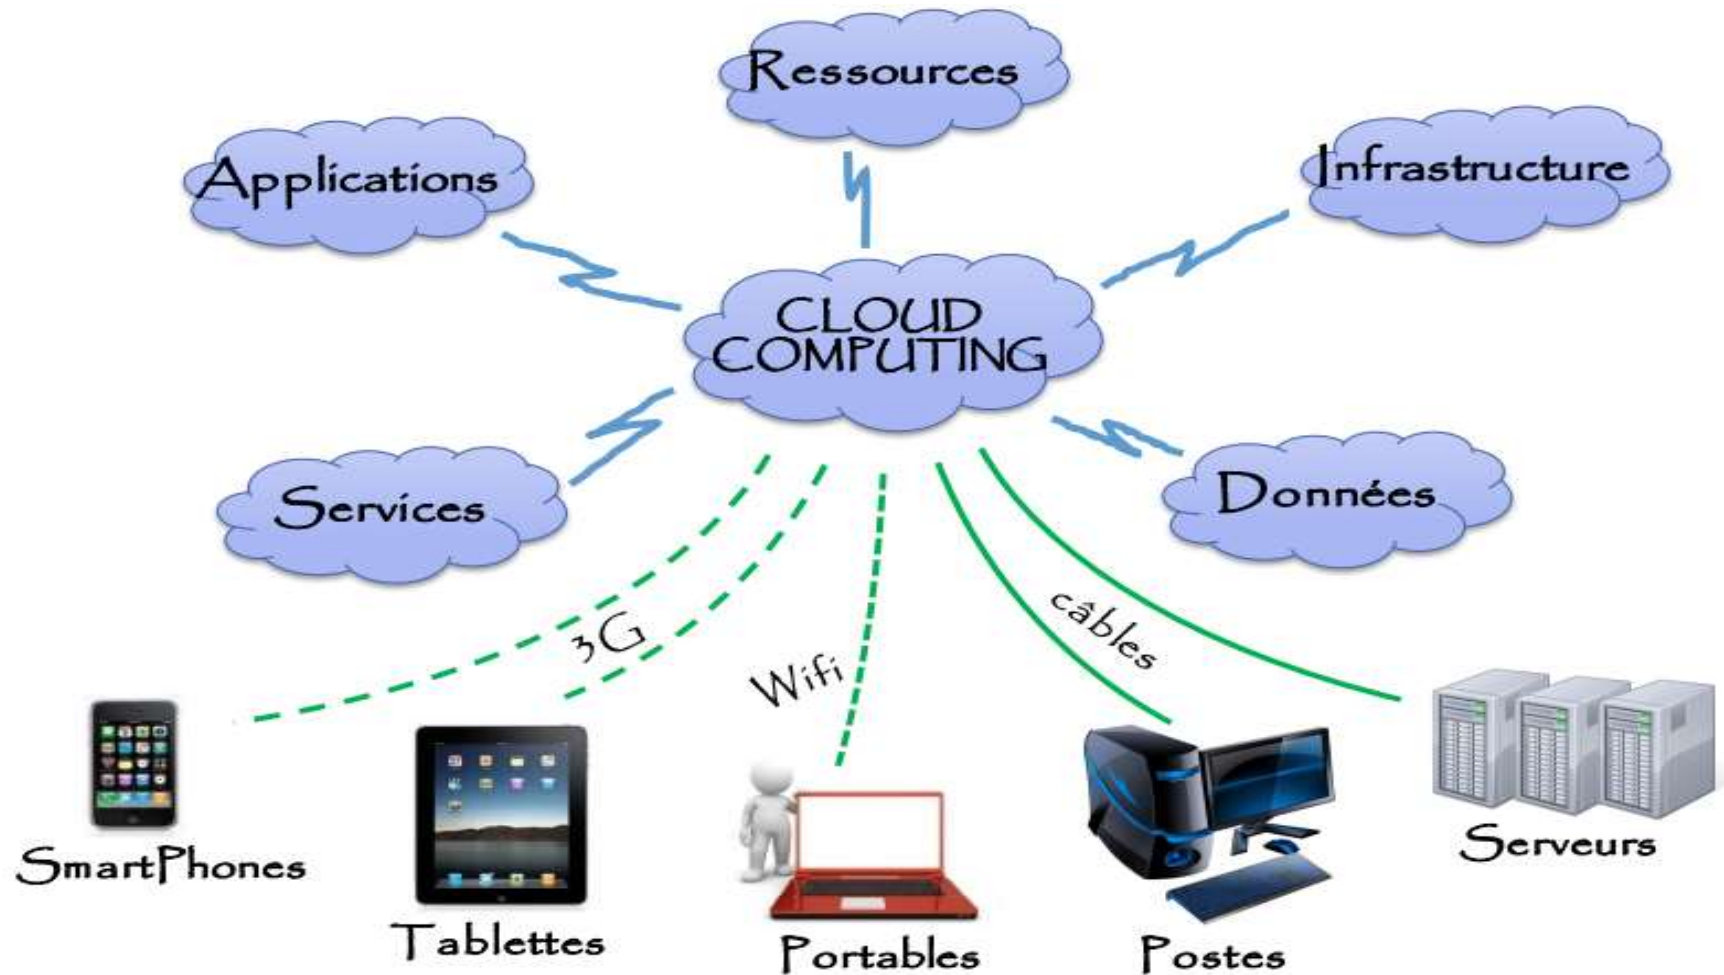 Ressources
Applications
Infrastructure
CLOUD
COMPUTING
Services
Données
3G
Wifi
câbles
SmartPhones
Tablettes
Portables
Postes
Serveurs